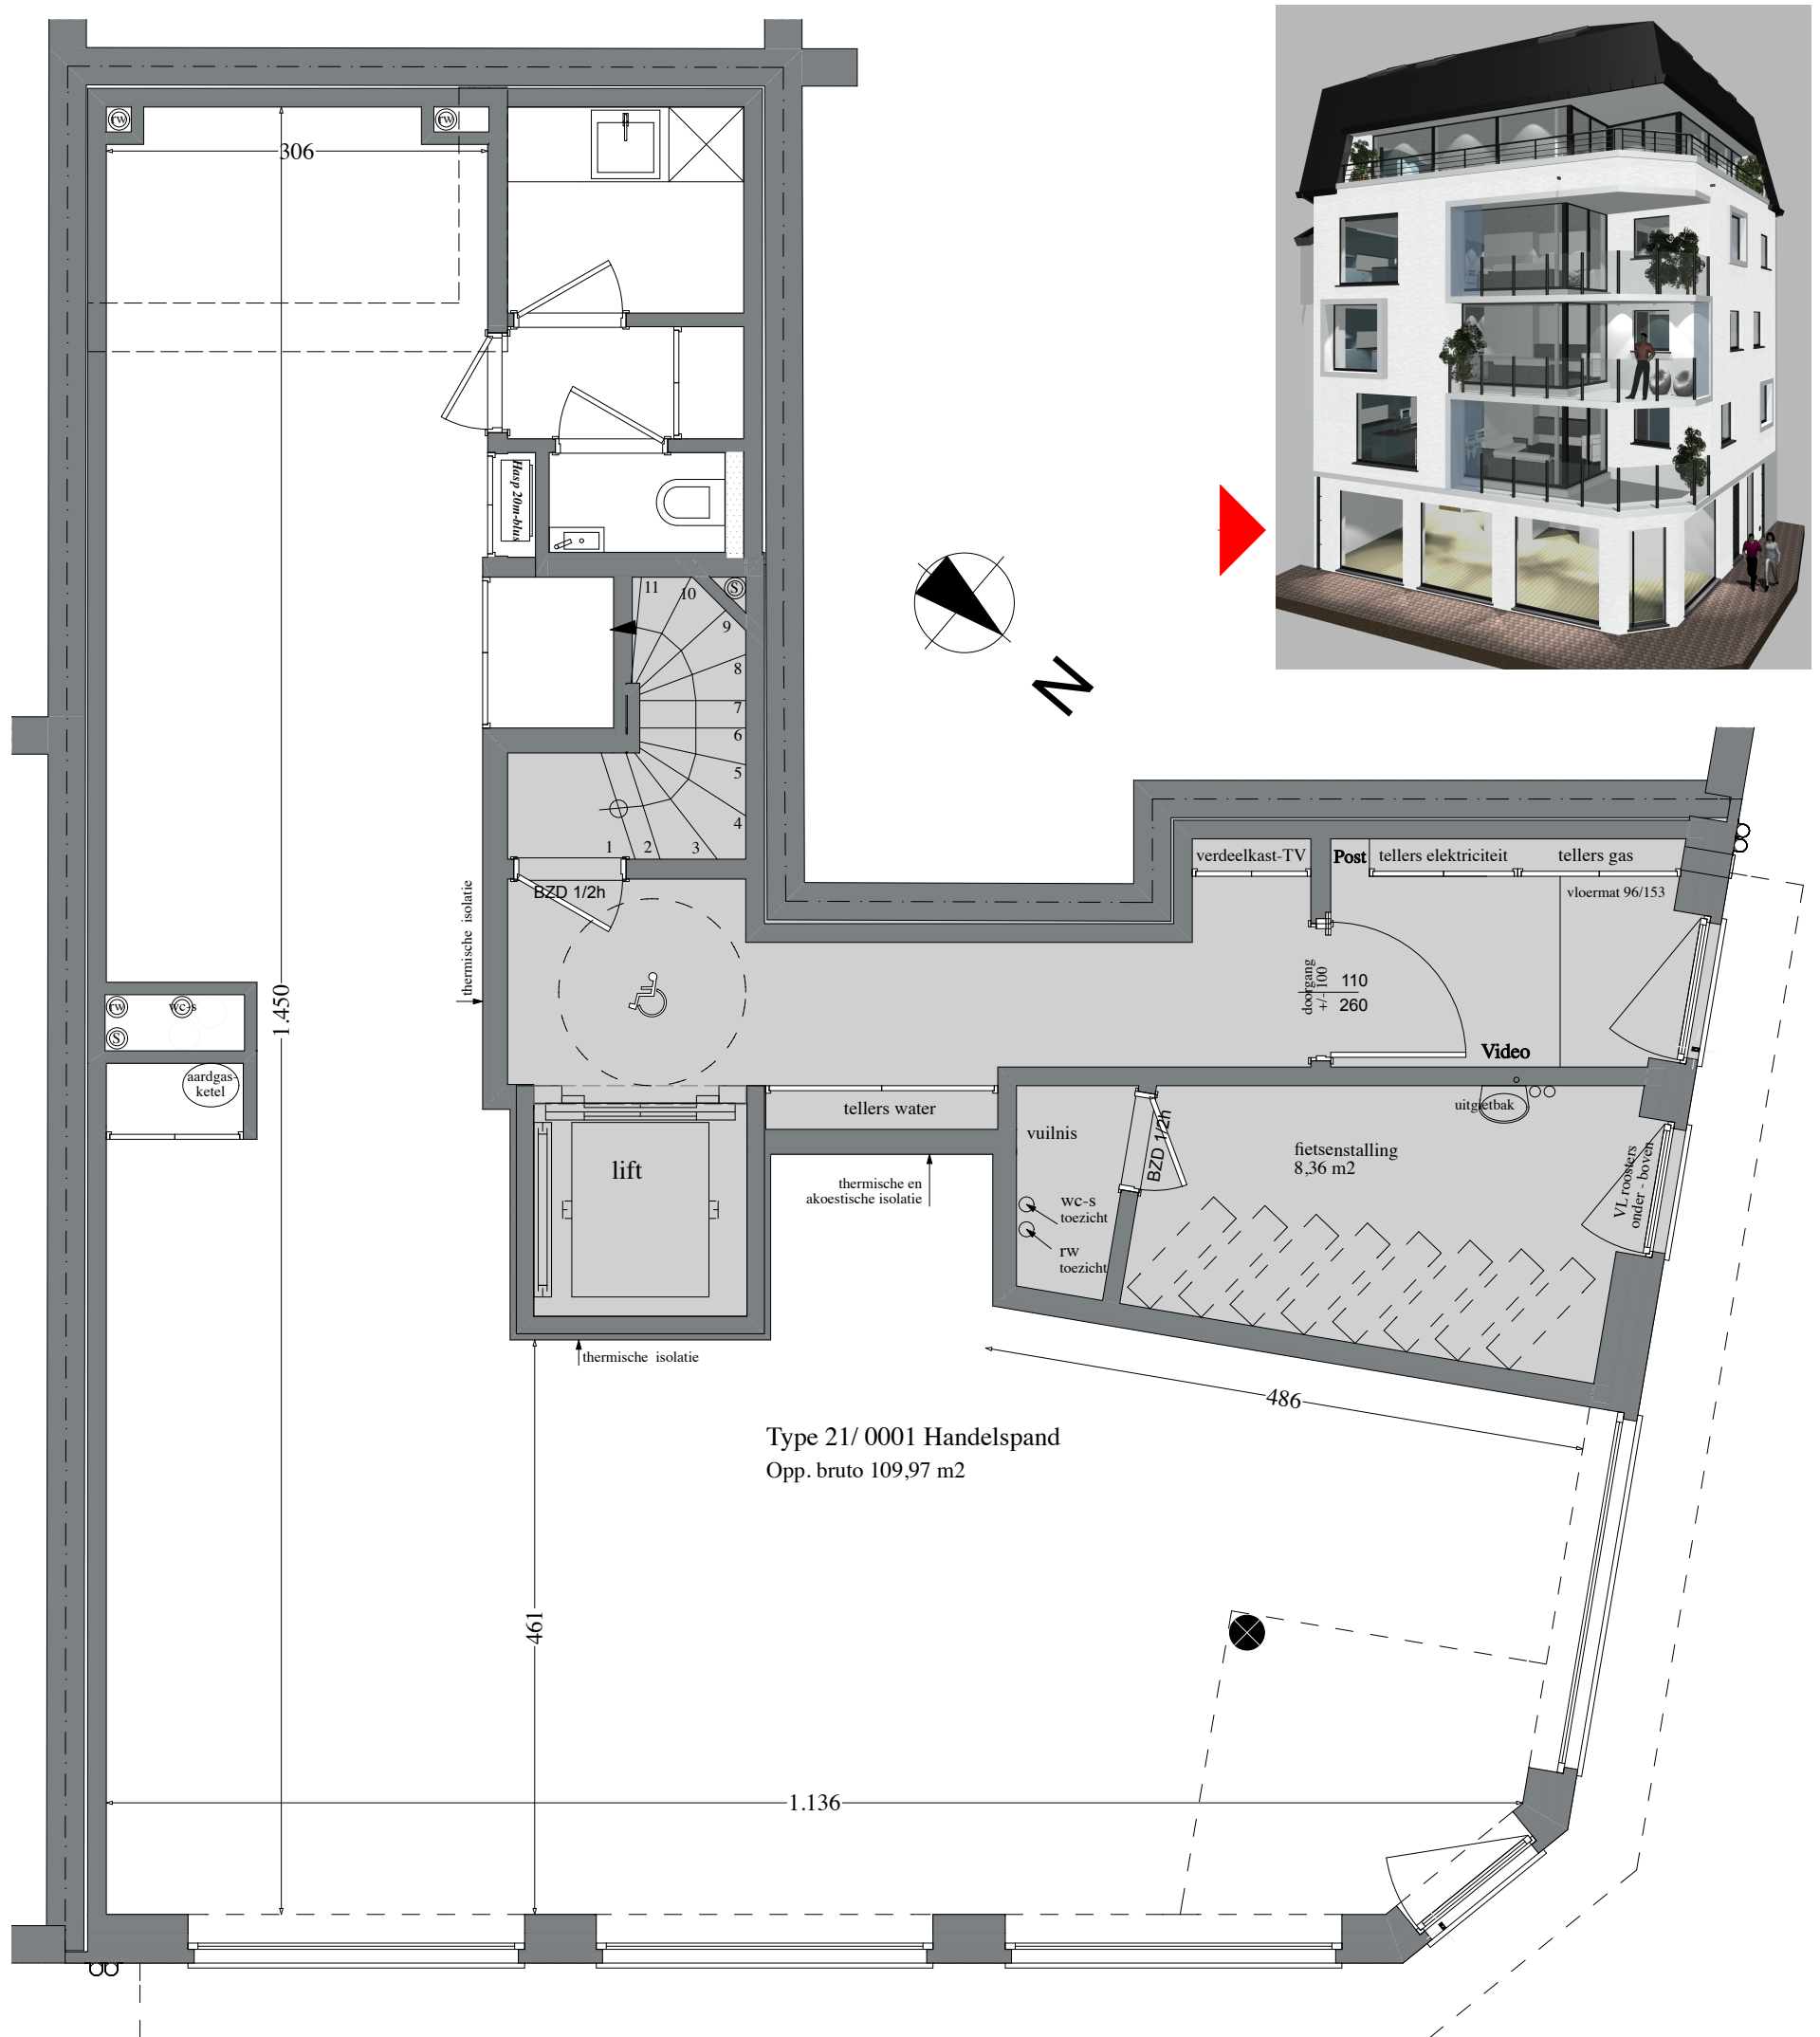 rw
rw
306
Hasp 20m-blus
S
11
10
9
8
7
6
5
4
3
2
1
N
BZD 1/2h
thermische isolatie
1.450
rw
wc-s
S
aardgas-
ketel
verdeelkast-TV
Post
tellers elektriciteit
tellers gas
vloermat 96/153
doorgang
+/- 100
110
260
Video
tellers water
lift
thermische en
akoestische isolatie
thermische isolatie
vuilnis
BZD 1/2h
uitgietbak
fietsenstalling
8,36 m2
VL roosters
onder - boven
wc-s
toezicht
rw
toezicht
486
Type 21/ 0001 Handelspand
Opp. bruto 109,97 m2
461
1.136